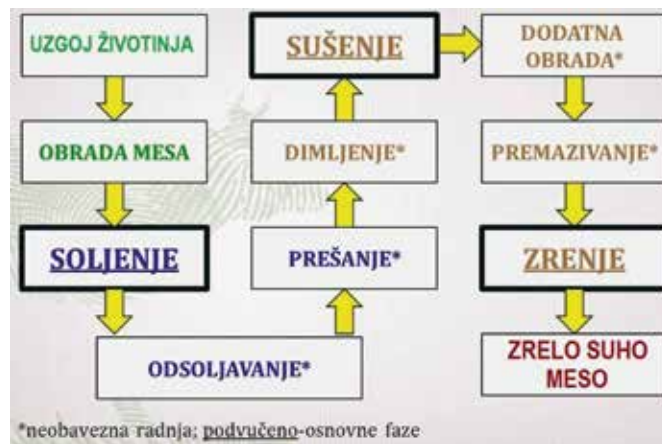 UZGOJ ŽIVOTINJA
OBRADA MESA
SOLJENJE
ODSOLJAVANJE*
PREŠANJE*
DIMLJENJE*
SUŠENJE
DODATNA
OBRADA*
PREMAZIVANJE*
ZRENJE
ZRELO SUHO
MESO
*neobavezna radnja; podvučeno-osnovne faze